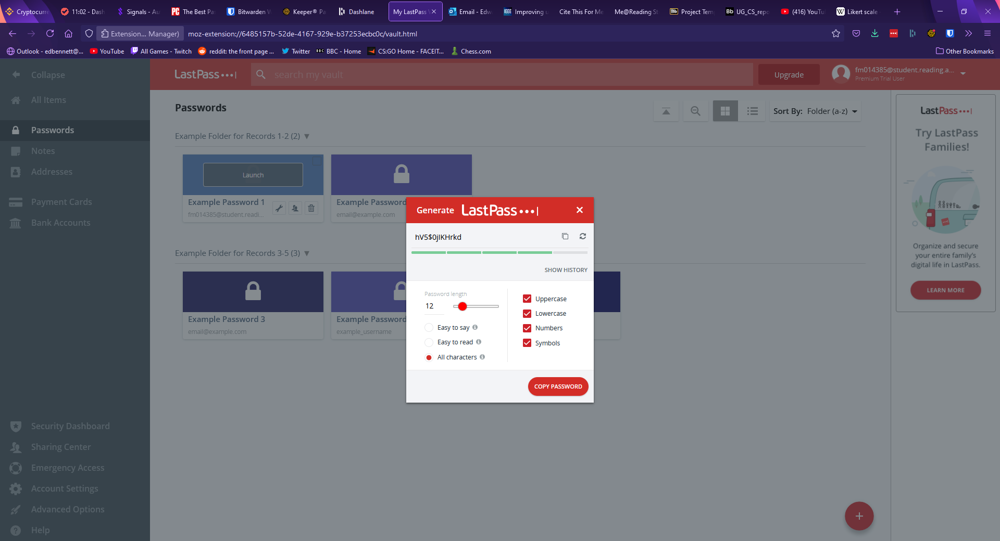 Cryptocurre
11:02 - Dash
Signals - Au
PC The Best Pa
Bitwarden W
Keeper® Pa
Dashlane
My LastPass
Email - Edw
IEEE Improving u
Cite This For Me
Me@Reading St
Bb Project Tem
Bb UG_CS_repo
(416) YouTu
W Likert scale
Extension... Manager)
moz-extension://6485157b-52de-4167-929e-b37253ecbc0c/vault.html
Outlook - edbennett@...
YouTube
All Games - Twitch
reddit: the front page ...
Twitter
BBC BBC - Home
CS:GO Home - FACEIT...
Chess.com
Other Bookmarks
Collapse
All Items
Passwords
Notes
Addresses
Payment Cards
Bank Accounts
Security Dashboard
Sharing Center
Emergency Access
Account Settings
Advanced Options
Help
LastPass
search my vault
Upgrade
fm014385@student.reading.a...
Premium Trial User
Passwords
Sort By: Folder (a-z)
Example Folder for Records 1-2 (2)
Launch
Example Password 1
fm014385@student.readi...
Example Password
email@example.com
Example Folder for Records 3-5 (3)
Example Password 3
email@example.com
Example Password
example_username
Generate LastPass
hV5$0jIKHrkd
SHOW HISTORY
Password length
12
Easy to say
Easy to read
All characters
Uppercase
Lowercase
Numbers
Symbols
COPY PASSWORD
LastPass
Try LastPass
Families!
Organize and secure
your entire family's
digital life in LastPass.
LEARN MORE